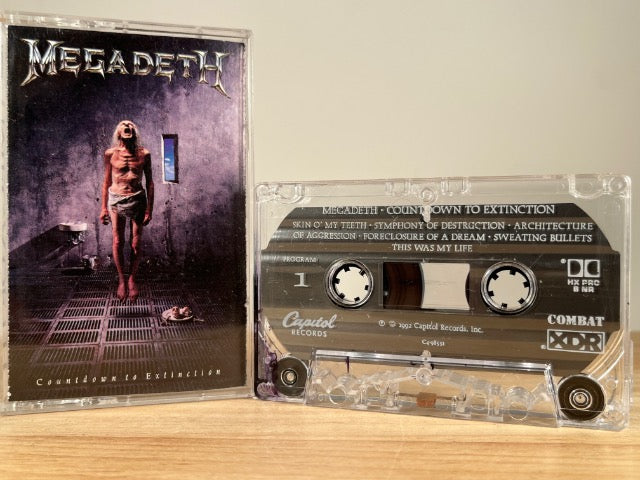 MEGADETH
Countdown to Extinction
MEGADETH · COUNTDOWN TO EXTINCTION
SKIN O' MY TEETH · SYMPHONY OF DESTRUCTION · ARCHITECTURE
OF AGGRESSION · FORECLOSURE OF A DREAM · SWEATING BULLETS
THIS WAS MY LIFE
PROGRAM
1
HX PRO
B NR
Capitol
RECORDS
℗ © 1992 Capitol Records, Inc.
C4 98531
COMBAT
XDR